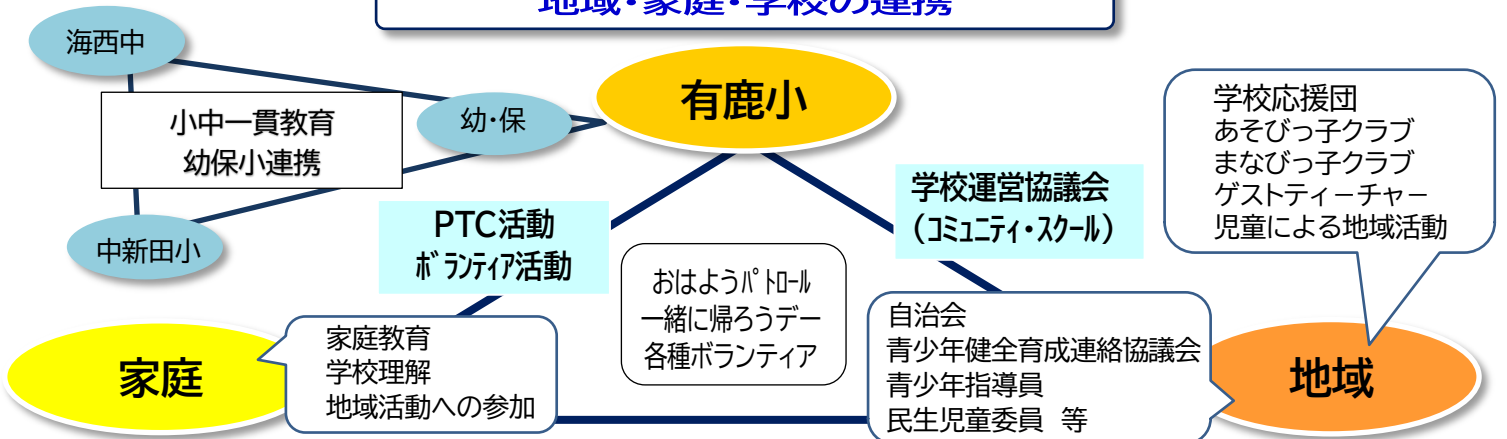 地域・家庭・学校の連携
海西中
小中一貫教育
幼保小連携
幼・保
中新田小
有鹿小
学校応援団
あそびっ子クラブ
まなびっ子クラブ
ゲストティーチャー
児童による地域活動
PTC活動
ボランティア活動
学校運営協議会
(コミュニティ・スクール)
おはようパトロール
一緒に帰ろうデー
各種ボランティア
家庭
家庭教育
学校理解
地域活動への参加
自治会
青少年健全育成連絡協議会
青少年指導員
民生児童委員 等
地域